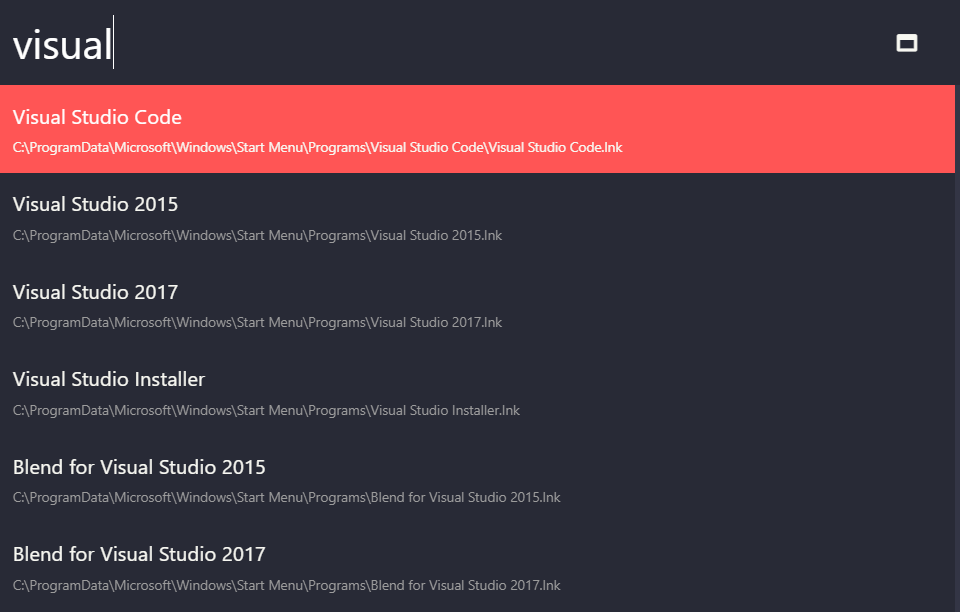 visual
Visual Studio Code
C:\ProgramData\Microsoft\Windows\Start Menu\Programs\Visual Studio Code\Visual Studio Code.lnk
Visual Studio 2015
C:\ProgramData\Microsoft\Windows\Start Menu\Programs\Visual Studio 2015.lnk
Visual Studio 2017
C:\ProgramData\Microsoft\Windows\Start Menu\Programs\Visual Studio 2017.lnk
Visual Studio Installer
C:\ProgramData\Microsoft\Windows\Start Menu\Programs\Visual Studio Installer.lnk
Blend for Visual Studio 2015
C:\ProgramData\Microsoft\Windows\Start Menu\Programs\Blend for Visual Studio 2015.lnk
Blend for Visual Studio 2017
C:\ProgramData\Microsoft\Windows\Start Menu\Programs\Blend for Visual Studio 2017.lnk